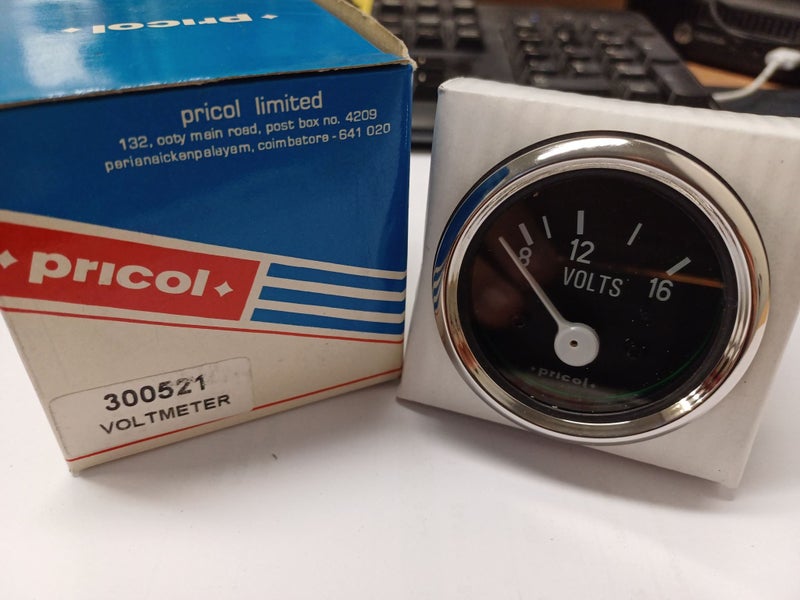 pricol
pricol limited
132, ooty main road, post box no. 4209
perianaickenpalayam, coimbatore - 641 020
pricol
300521
VOLTMETER
8
12
16
VOLTS
pricol